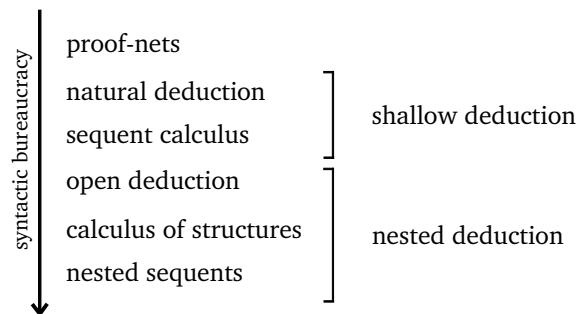 syntactic bureaucracy
proof-nets
natural deduction
sequent calculus
shallow deduction
open deduction
calculus of structures
nested sequents
nested deduction